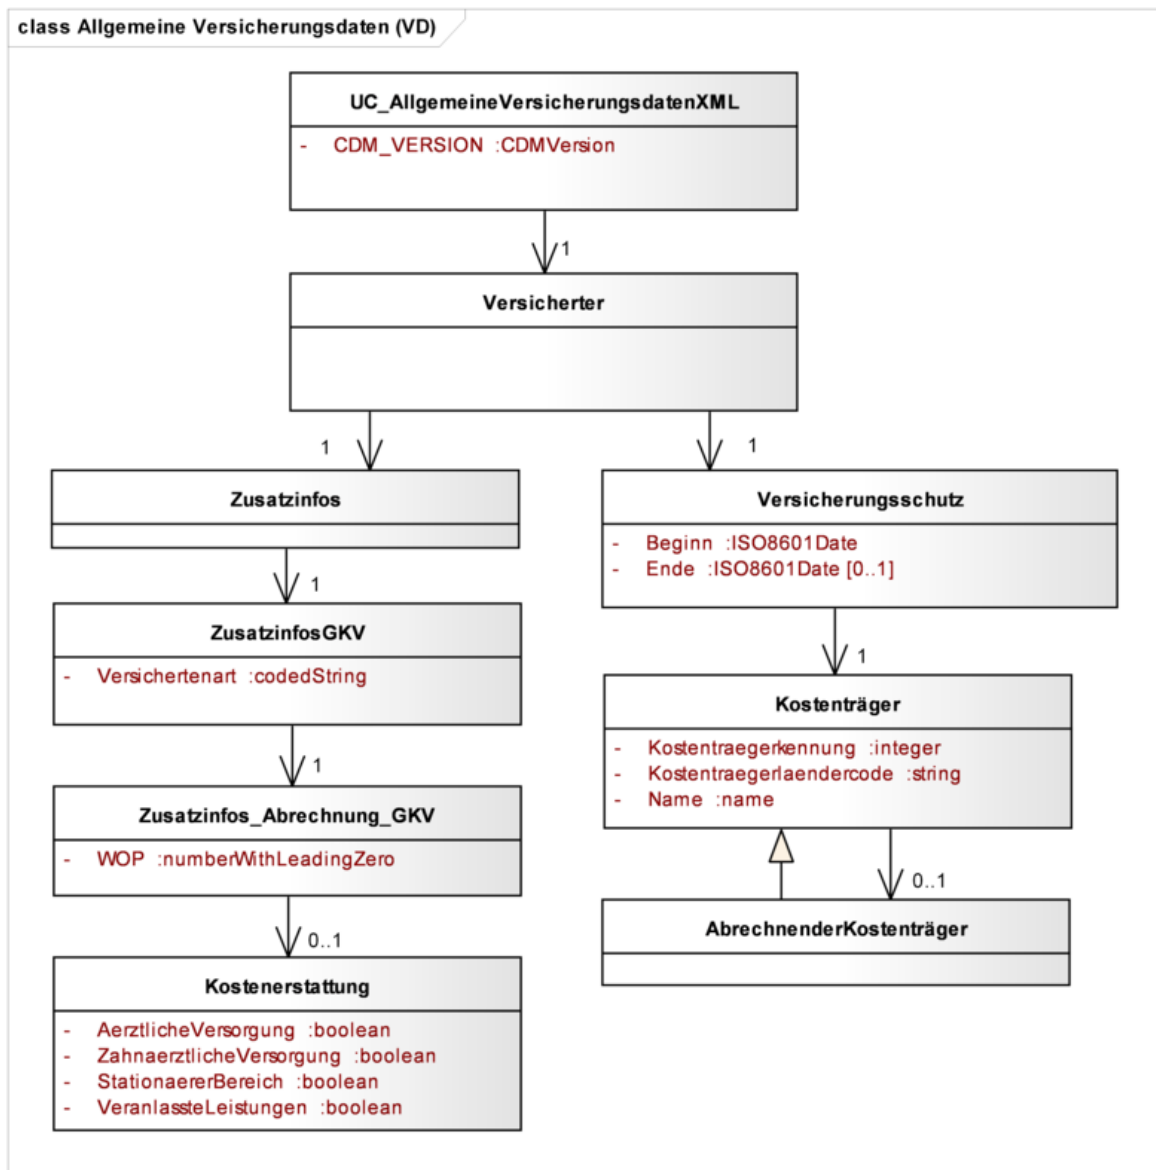 class Allgemeine Versicherungsdaten (VD)
UC_AllgemeineVersicherungsdatenXML
- CDM_VERSION :CDMVersion
1
Versicherter
1
1
Zusatzinfos
1
ZusatzinfosGKV
- Versichertenart :codedString
1
Zusatzinfos_Abrechnung_GKV
- WOP :numberWithLeadingZero
0..1
Kostenerstattung
- AerztlicheVersorgung :boolean
- ZahnaerztlicheVersorgung :boolean
- StationaererBereich :boolean
- VeranlassteLeistungen :boolean
Versicherungsschutz
- Beginn :ISO8601Date
- Ende :ISO8601Date [0..1]
1
Kostenträger
- Kostentraegerkennung :integer
- Kostentraegerlaendercode :string
- Name :name
0..1
AbrechnenderKostenträger